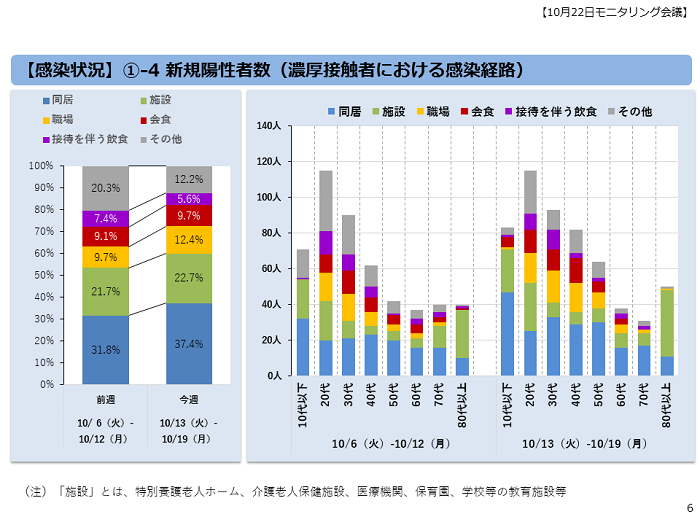 【10月22日モニタリング会議】
【感染状況】①-4 新規陽性者数（濃厚接触者における感染経路）
同居 施設
職場 会食
接待を伴う飲食 その他
100%
90%
80%
70%
60%
50%
40%
30%
20%
10%
0%
20.3%
7.4%
9.1%
9.7%
21.7%
31.8%
12.2%
5.6%
9.7%
12.4%
22.7%
37.4%
前週 今週
10/ 6（火）- 10/13（火）-
10/12（月） 10/19（月）
同居 施設 職場 会食 接待を伴う飲食 その他
140人
120人
100人
80人
60人
40人
20人
0人
10代以下 20代 30代 40代 50代 60代 70代 80代以上 10代以下 20代 30代 40代 50代 60代 70代 80代以上
10/6（火）-10/12（月） 10/13（火）-10/19（月）
（注）「施設」とは、特別養護老人ホーム、介護老人保健施設、医療機関、保育園、学校等の教育施設等
6